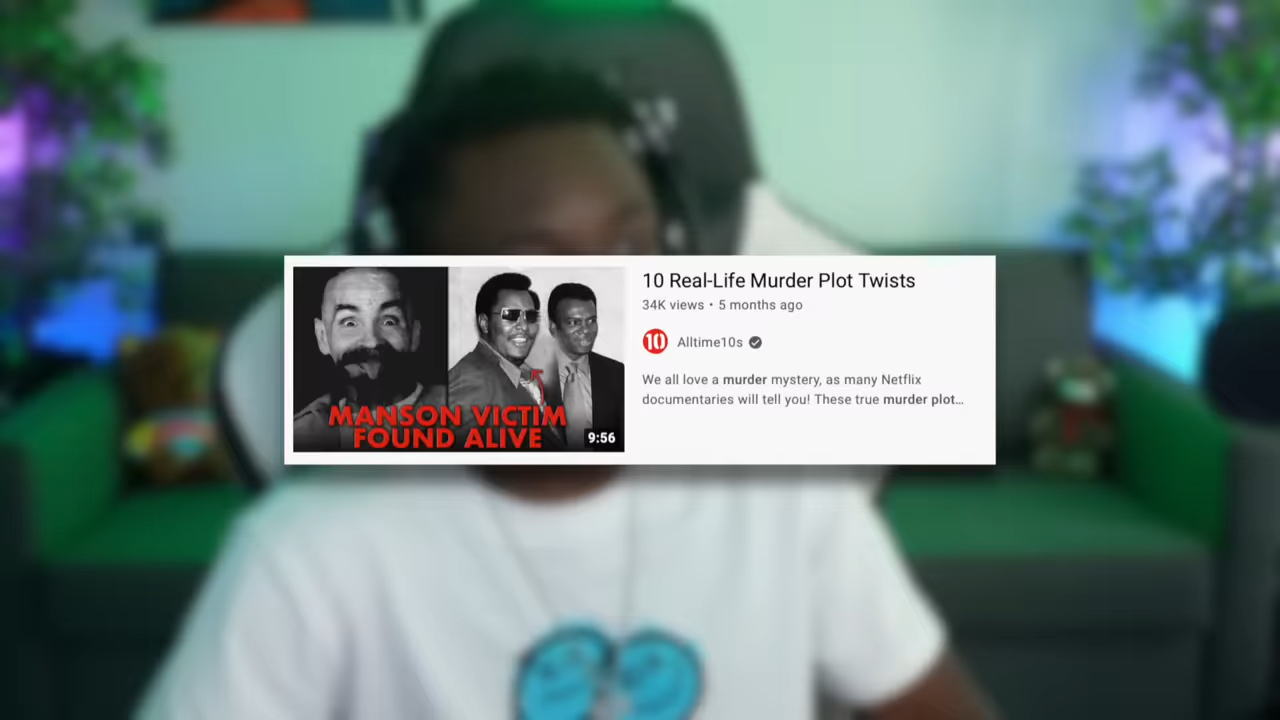 10 Real-Life Murder Plot Twists
34K views • 5 months ago
10 Alltime10s
We all love a murder mystery, as many Netflix
documentaries will tell you! These true murder plot…
MANSON VICTIM
FOUND ALIVE
9:56